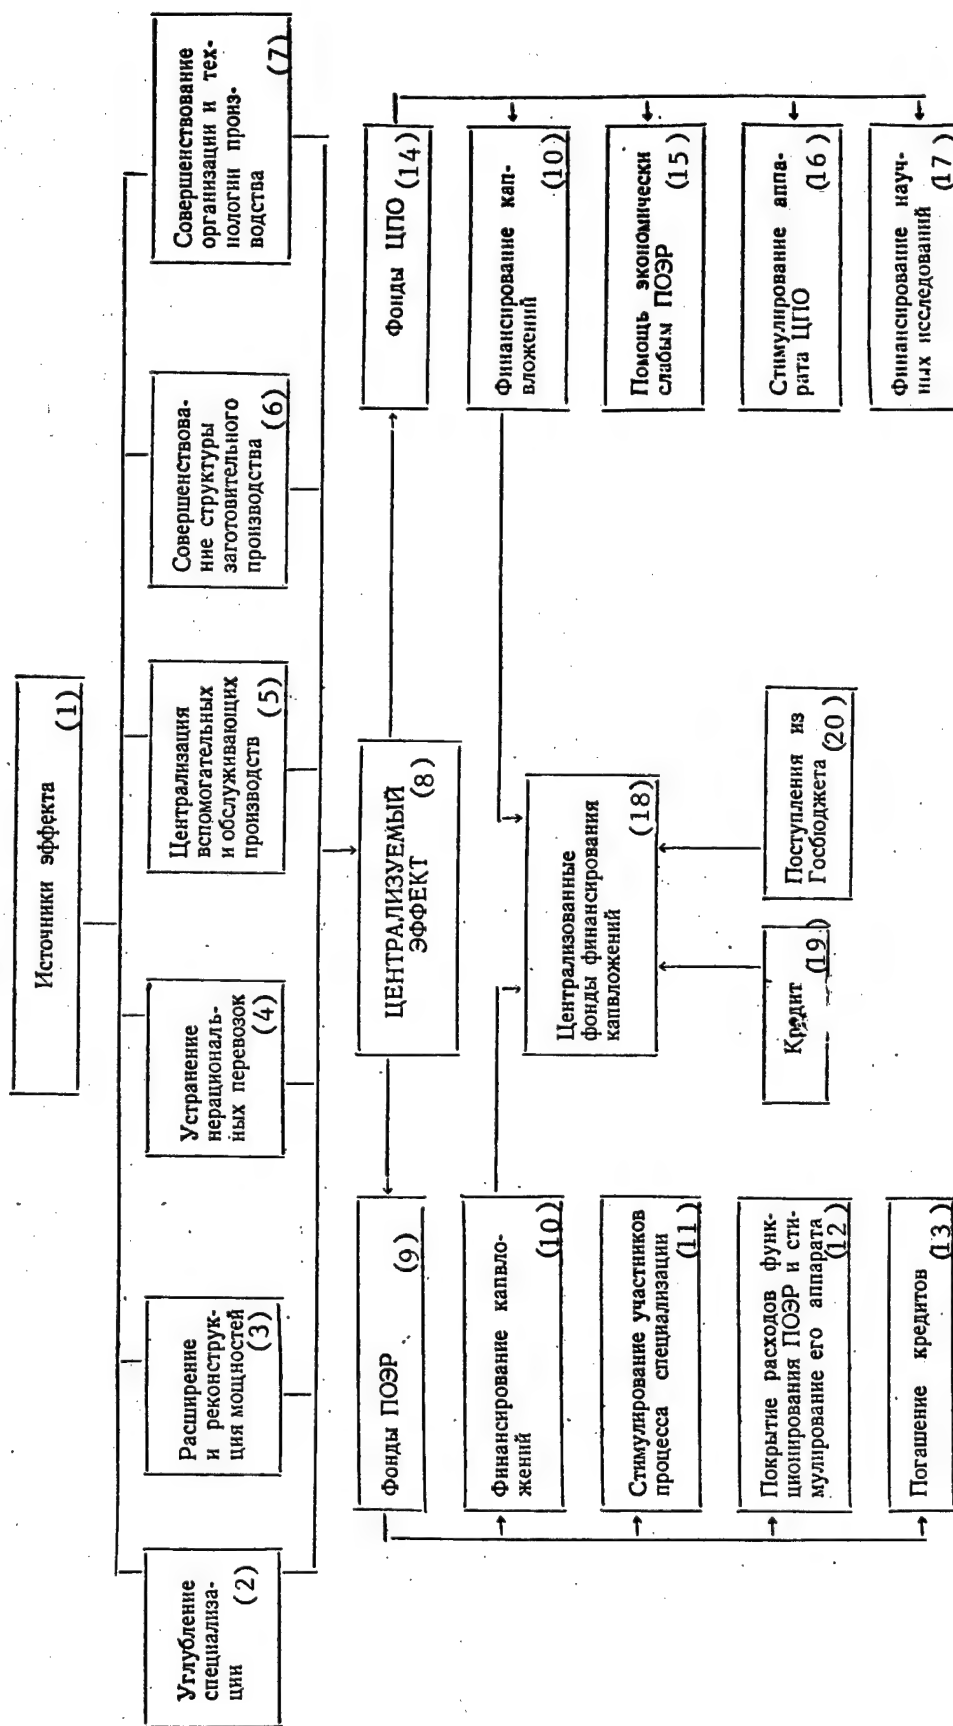 Источники эффекта
(1)
Углубление
специализа-
ции
(2)
Расширение
и реконструк-
ция мощностей
(3)
Устранение
нерациональ-
ных перевозок
(4)
Централизация
вспомогательных
и обслуживающих
производств
(5)
Совершенствова-
ние структуры
заготовительного
производства
(6)
Совершенствование
организации и тех-
нологии произ-
водства
(7)
ЦЕНТРАЛИЗУЕМЫЙ
ЭФФЕКТ
(8)
Фонды ПОЭР
(9)
Финансирование капвло-
жений
(10)
Стимулирование участников
процесса специализации
(11)
Покрытие расходов функ-
ционирования ПОЭР и сти-
мулирование его аппарата
(12)
Погашение кредитов
(13)
Фонды ЦПО
(14)
Финансирование кап-
вложений
(10)
Помощь экономически
слабым ПОЭР
(15)
Стимулирование аппа-
рата ЦПО
(16)
Финансирование науч-
ных исследований
(17)
Централизованные
фонды финансирования
капвложений
(18)
Кредит
(19)
Поступления из
Госбюджета
(20)